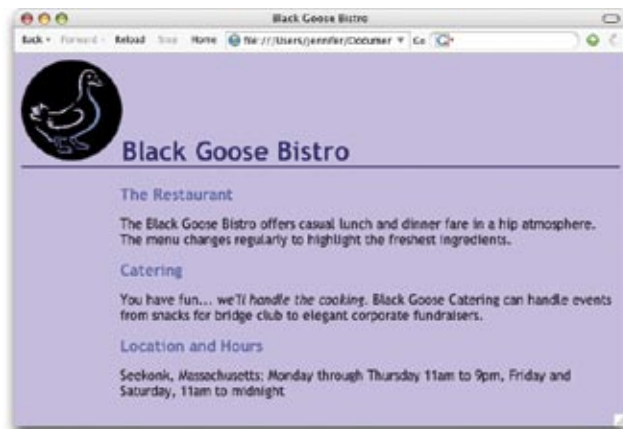 Black Goose Bistro
Back Forward Reload Stop Home file:///Users/jennifer/Documer
Black Goose Bistro
The Restaurant
The Black Goose Bistro offers casual lunch and dinner fare in a hip atmosphere.
The menu changes regularly to highlight the freshest ingredients.
Catering
You have fun... we'll handle the cooking. Black Goose Catering can handle events
from snacks for bridge club to elegant corporate fundraisers.
Location and Hours
Seekonk, Massachusetts; Monday through Thursday 11am to 9pm, Friday and
Saturday, 11am to midnight